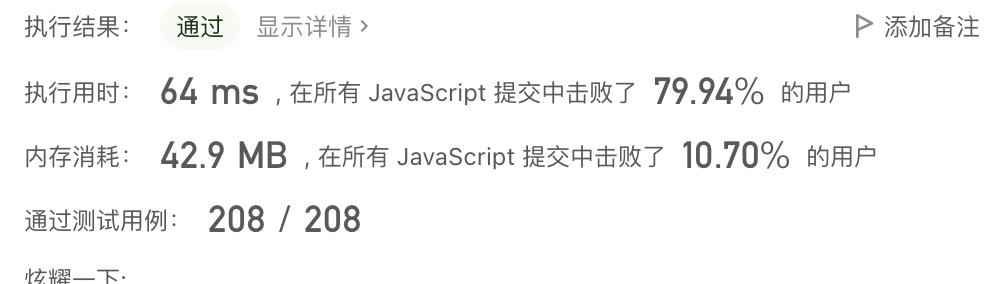 执行结果： 通过 显示详情 > 添加备注
执行用时： 64 ms , 在所有 JavaScript 提交中击败了 79.94% 的用户
内存消耗： 42.9 MB , 在所有 JavaScript 提交中击败了 10.70% 的用户
通过测试用例： 208 / 208
炫耀一下: